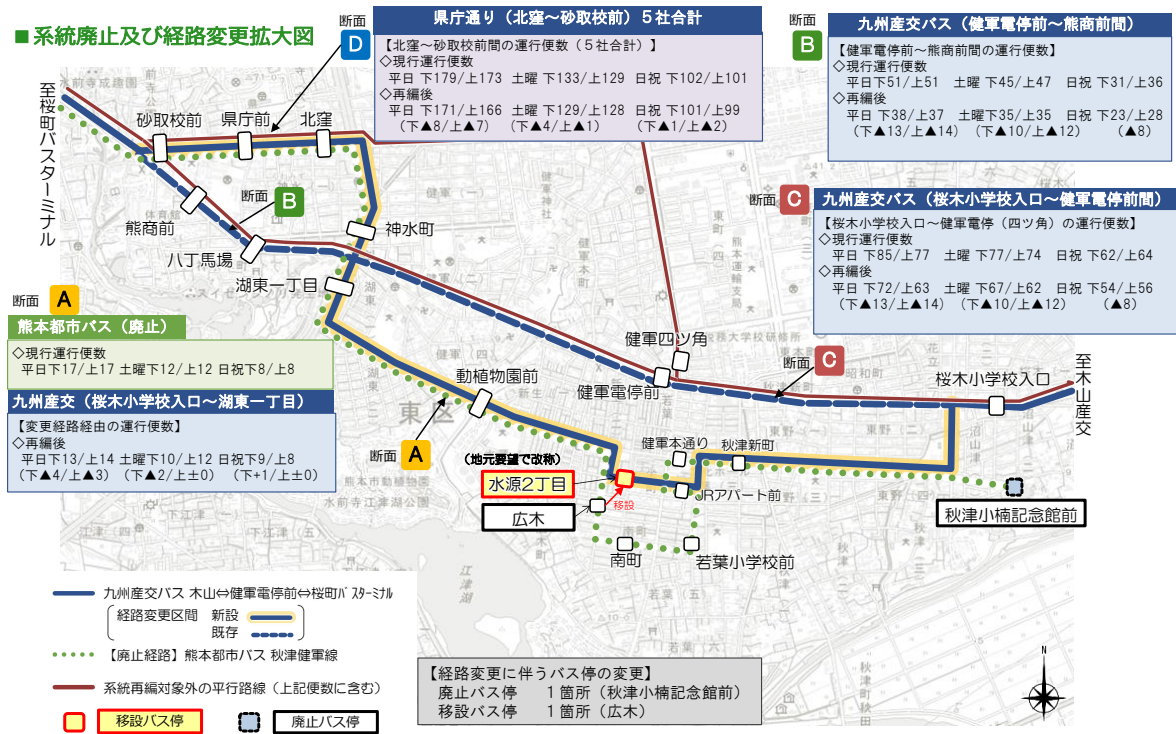 ■系統廃止及び経路変更拡大図
断面 D
県庁通り（北窪～砂取校前）５社合計
【北窪～砂取校前間の運行便数（５社合計）】
◇現行運行便数
平日 下179/上173 土曜 下133/上129 日祝 下102/上101
◇再編後
平日 下171/上166 土曜 下129/上128 日祝 下101/上99
（下▲8/上▲7） （下▲4/上▲1） （下▲1/上▲2）
断面 B
九州産交バス（健軍電停前～熊商前間）
【健軍電停前～熊商前間の運行便数】
◇現行運行便数
平日下51/上51 土曜 下45/上47 日祝 下31/上36
◇再編後
平日 下38/上37 土曜下35/上35 日祝 下23/上28
（下▲13/上▲14） （下▲10/上▲12） （▲8）
断面 C
九州産交バス（桜木小学校入口～健軍電停前間）
【桜木小学校入口～健軍電停（四ツ角）の運行便数】
◇現行運行便数
平日 下85/上77 土曜 下77/上74 日祝 下62/上64
◇再編後
平日 下72/上63 土曜 下67/上62 日祝 下54/上56
（下▲13/上▲14） （下▲10/上▲12） （▲8）
至桜町バスターミナル
砂取校前
県庁前
北窪
断面 B
熊商前
八丁馬場
神水町
湖東一丁目
断面 A
熊本都市バス（廃止）
◇現行運行便数
平日下17/上17 土曜下12/上12 日祝下8/上8
九州産交（桜木小学校入口～湖東一丁目）
【変更経路経由の運行便数】
◇再編後
平日下13/上14 土曜下10/上12 日祝下9/上8
（下▲4/上▲3） （下▲2/上±0） （下+1/上±0）
健軍四ツ角
健軍電停前
断面 C
桜木小学校入口
至木山産交
動植物園前
東区
断面 A
（地元要望で改称）
水源２丁目
移設
広木
健軍本通り
秋津新町
JRアパート前
南町
若葉小学校前
秋津小楠記念館前
江津湖
水前寺江津湖公園
熊本市動植物園
九州産交バス 木山⇔健軍電停前⇔桜町バスターミナル
経路変更区間 新設
既存
【廃止経路】熊本都市バス 秋津健軍線
系統再編対象外の平行路線（上記便数に含む）
移設バス停
廃止バス停
【経路変更に伴うバス停の変更】
廃止バス停 １箇所（秋津小楠記念館前）
移設バス停 １箇所（広木）
N